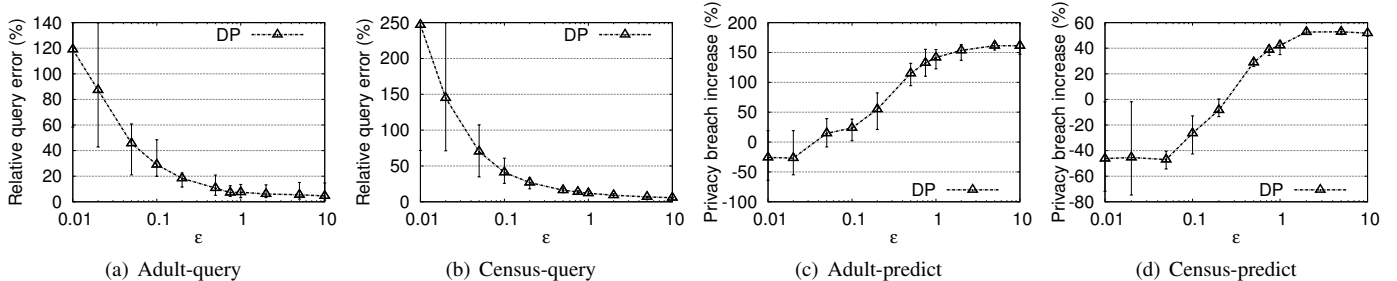 Relative query error (%)
140
120
100
80
60
40
20
0
DP
0.01
0.1
1
10
ε
(a) Adult-query
Relative query error (%)
250
200
150
100
50
0
DP
0.01
0.1
1
10
ε
(b) Census-query
Privacy breach increase (%)
200
150
100
50
0
-50
-100
DP
0.01
0.1
1
10
ε
(c) Adult-predict
Privacy breach increase (%)
60
40
20
0
-20
-40
-60
-80
DP
0.01
0.1
1
10
ε
(d) Census-predict